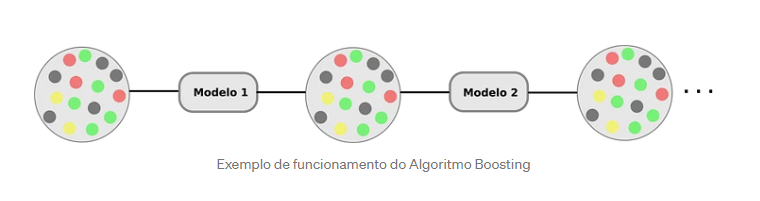 Modelo 1
Modelo 2
Exemplo de funcionamento do Algoritmo Boosting